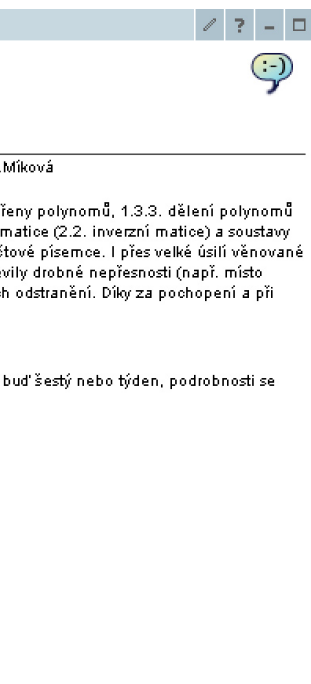 ?
:-)
.Míková
řeny polynomů, 1.3.3. dělení polynomů
matice (2.2. inverzní matice) a soustavy
čtové písemce. I přes velké úsilí věnované
evily drobné nepřesnosti (např. místo
ch odstranění. Díky za pochopení a při
buď šestý nebo týden, podrobnosti se